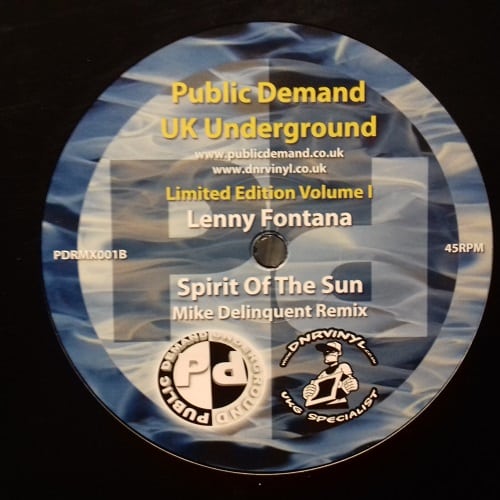 Public Demand
UK Underground
www.publicdemand.co.uk
www.dnrvinyl.co.uk
Limited Edition Volume I
Lenny Fontana
PDRMX001B
45RPM
Spirit Of The Sun
Mike Delinquent Remix
PUBLIC DEMAND UNDERGROUND
Pd
DNRVINYL
UKG SPECIALIST